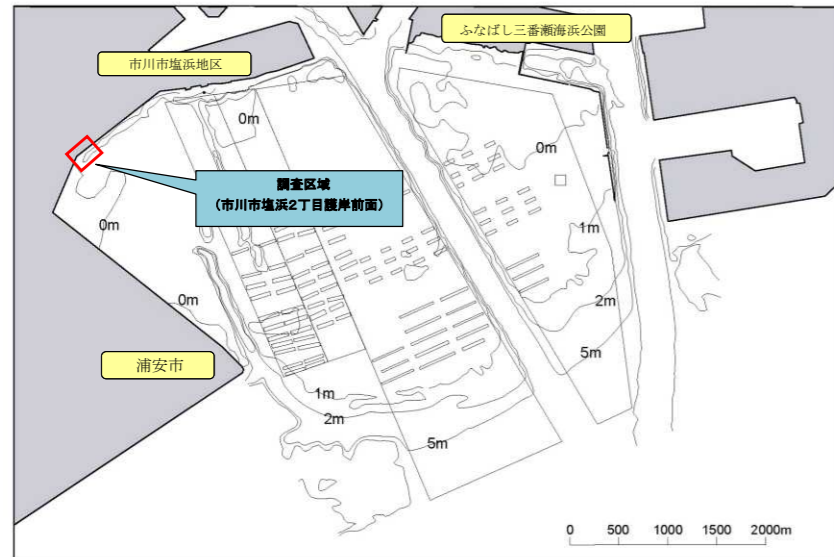 ふなばし三番瀬海浜公園
市川市塩浜地区
0m
0m
調査区域
(市川市塩浜2丁目護岸前面)
0m
1m
0m
2m
浦安市
5m
1m
2m
5m
0 500 1000 1500 2000m